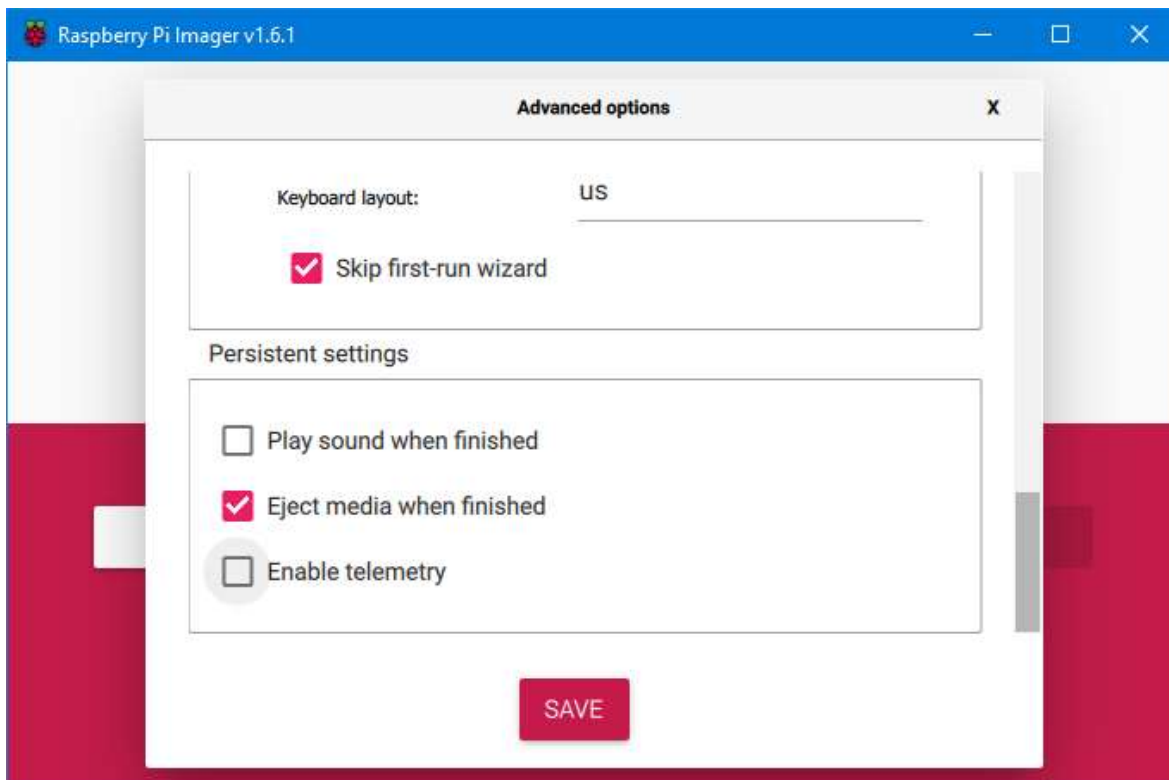 Raspberry Pi Imager v1.6.1
Advanced options X
Keyboard layout: us
Skip first-run wizard
Persistent settings
Play sound when finished
Eject media when finished
Enable telemetry
SAVE